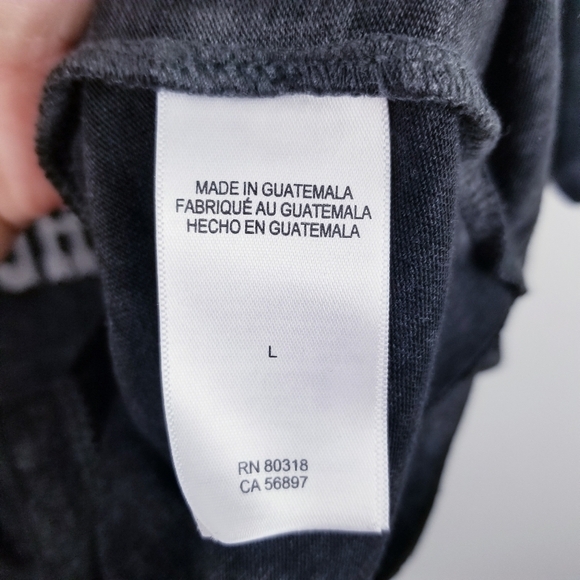 MADE IN GUATEMALA
FABRIQUÉ AU GUATEMALA
HECHO EN GUATEMALA
L
RN 80318
CA 56897